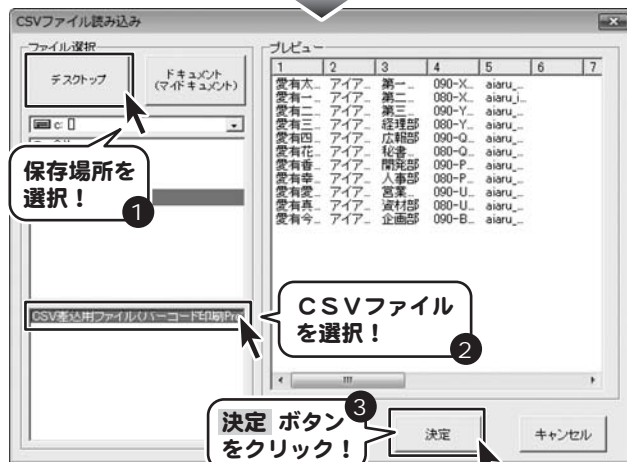 CSVファイル読み込み
ファイル選択
デスクトップ
ドキュメント
(マイドキュメント)
c: []
保存場所を
選択！
1
CSV差込用ファイル(バーコード印刷Pro
CSVファイル
を選択！
2
プレビュー
1 2 3 4 5 6 7
愛有太... アイア... 第一... 090-X... aiaru_...
愛有一... アイア... 第二... 080-X... aiaru_i...
愛有二... アイア... 第三... 090-Y... aiaru_...
愛有三... アイア... 経理部 080-Y... aiaru_...
愛有四... アイア... 広報部 090-Q... aiaru_...
愛有花... アイア... 秘書... 080-Q... aiaru_...
愛有香... アイア... 開発部 090-P... aiaru_...
愛有幸... アイア... 人事部 080-P... aiaru_...
愛有愛... アイア... 営業... 090-U... aiaru_...
愛有真... アイア... 資材部 080-U... aiaru_...
愛有今... アイア... 企画部 090-B... aiaru_...
3
決定 ボタン
をクリック！
決定
キャンセル